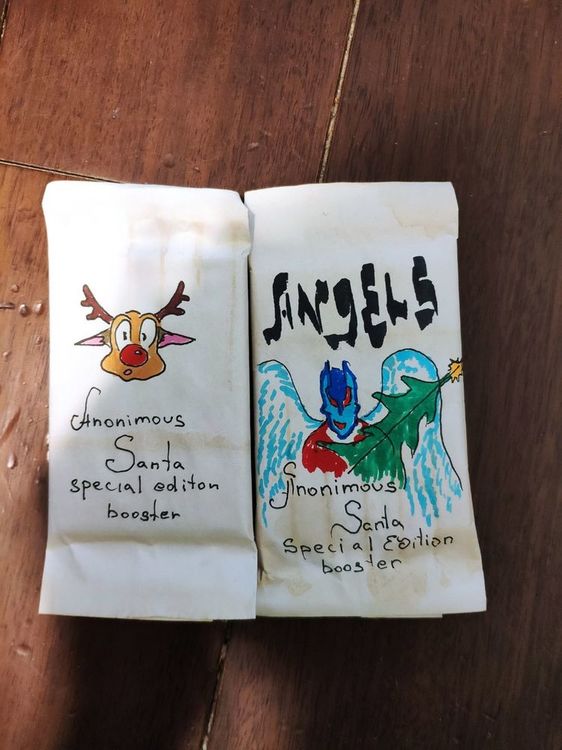 Anonimous
Santa
special editon
booster
ANgELS
Anonimous
Santa
special Edition
booster